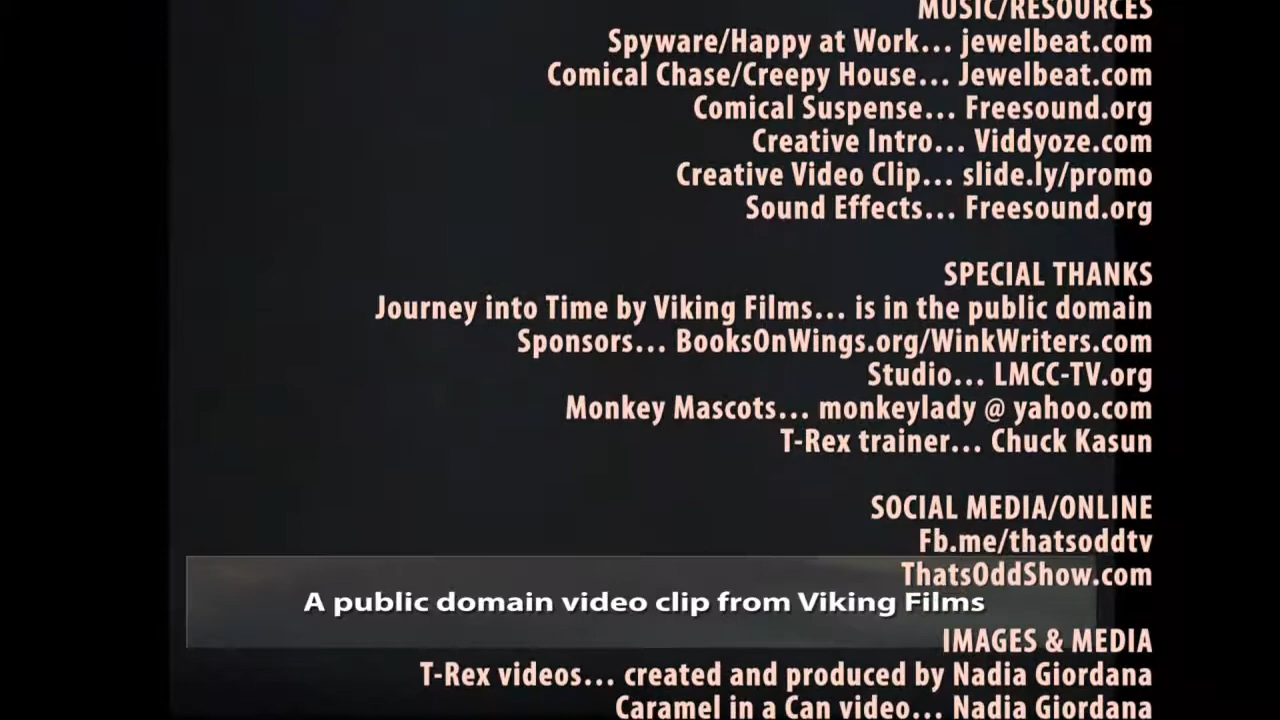 MUSIC/RESOURCES
Spyware/Happy at Work... jewelbeat.com
Comical Chase/Creepy House... Jewelbeat.com
Comical Suspense... Freesound.org
Creative Intro... Viddyoze.com
Creative Video Clip... slide.ly/promo
Sound Effects... Freesound.org
SPECIAL THANKS
Journey into Time by Viking Films... is in the public domain
Sponsors... BooksOnWings.org/WinkWriters.com
Studio... LMCC-TV.org
Monkey Mascots... monkeylady @ yahoo.com
T-Rex trainer... Chuck Kasun
SOCIAL MEDIA/ONLINE
Fb.me/thatsoddtv
ThatsOddShow.com
A public domain video clip from Viking Films
IMAGES & MEDIA
T-Rex videos... created and produced by Nadia Giordana
Caramel in a Can video... Nadia Giordana